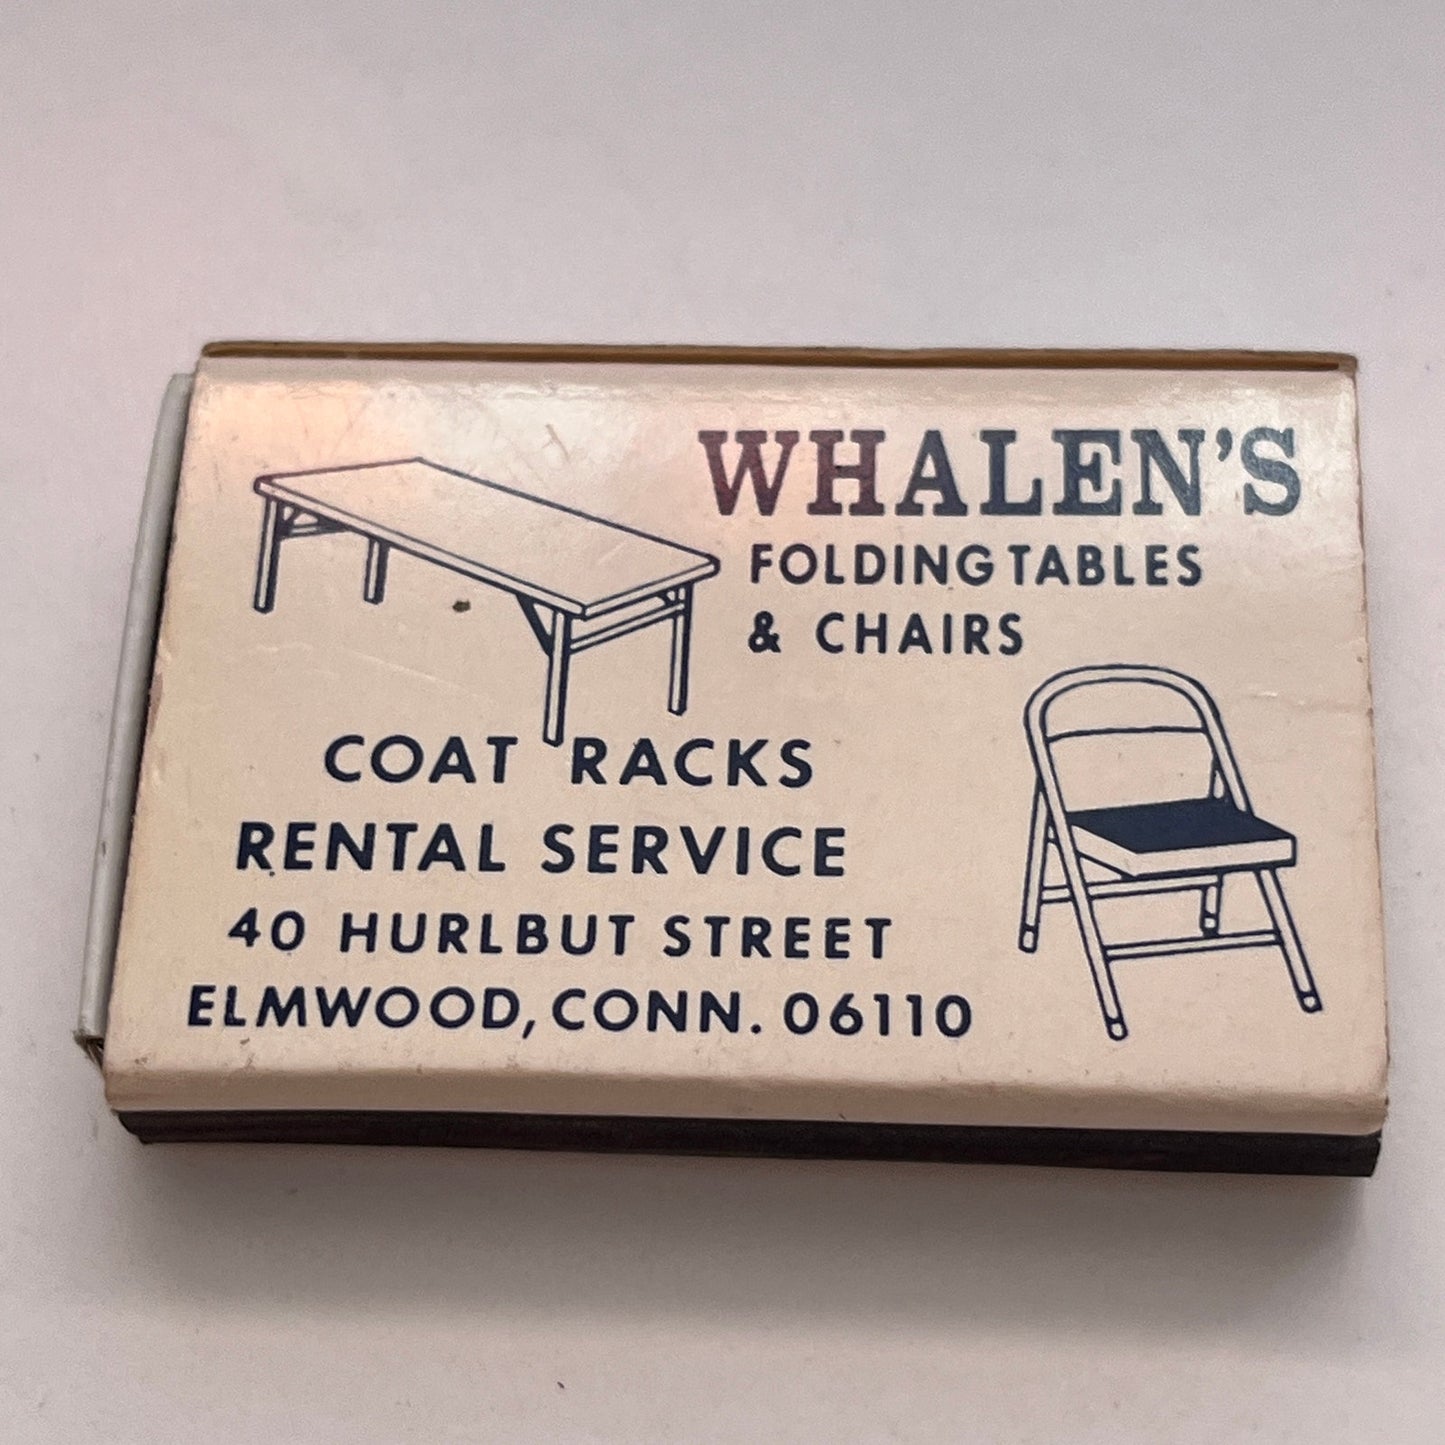 WHALEN'S
FOLDING TABLES
& CHAIRS
COAT RACKS
RENTAL SERVICE
40 HURLBUT STREET
ELMWOOD, CONN. 06110